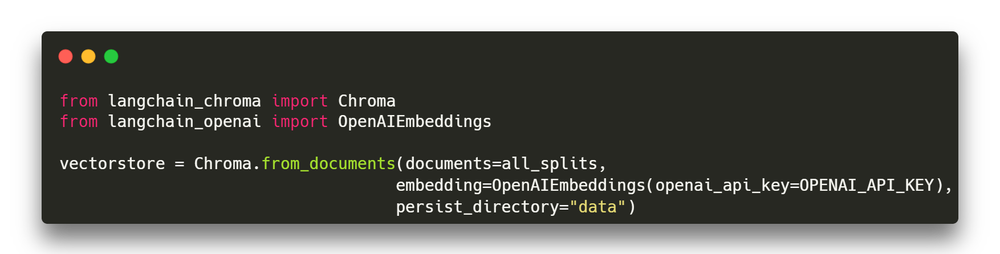 from langchain_chroma import Chroma
from langchain_openai import OpenAIEmbeddings
vectorstore = Chroma.from_documents(documents=all_splits,
embedding=OpenAIEmbeddings(openai_api_key=OPENAI_API_KEY),
persist_directory="data")